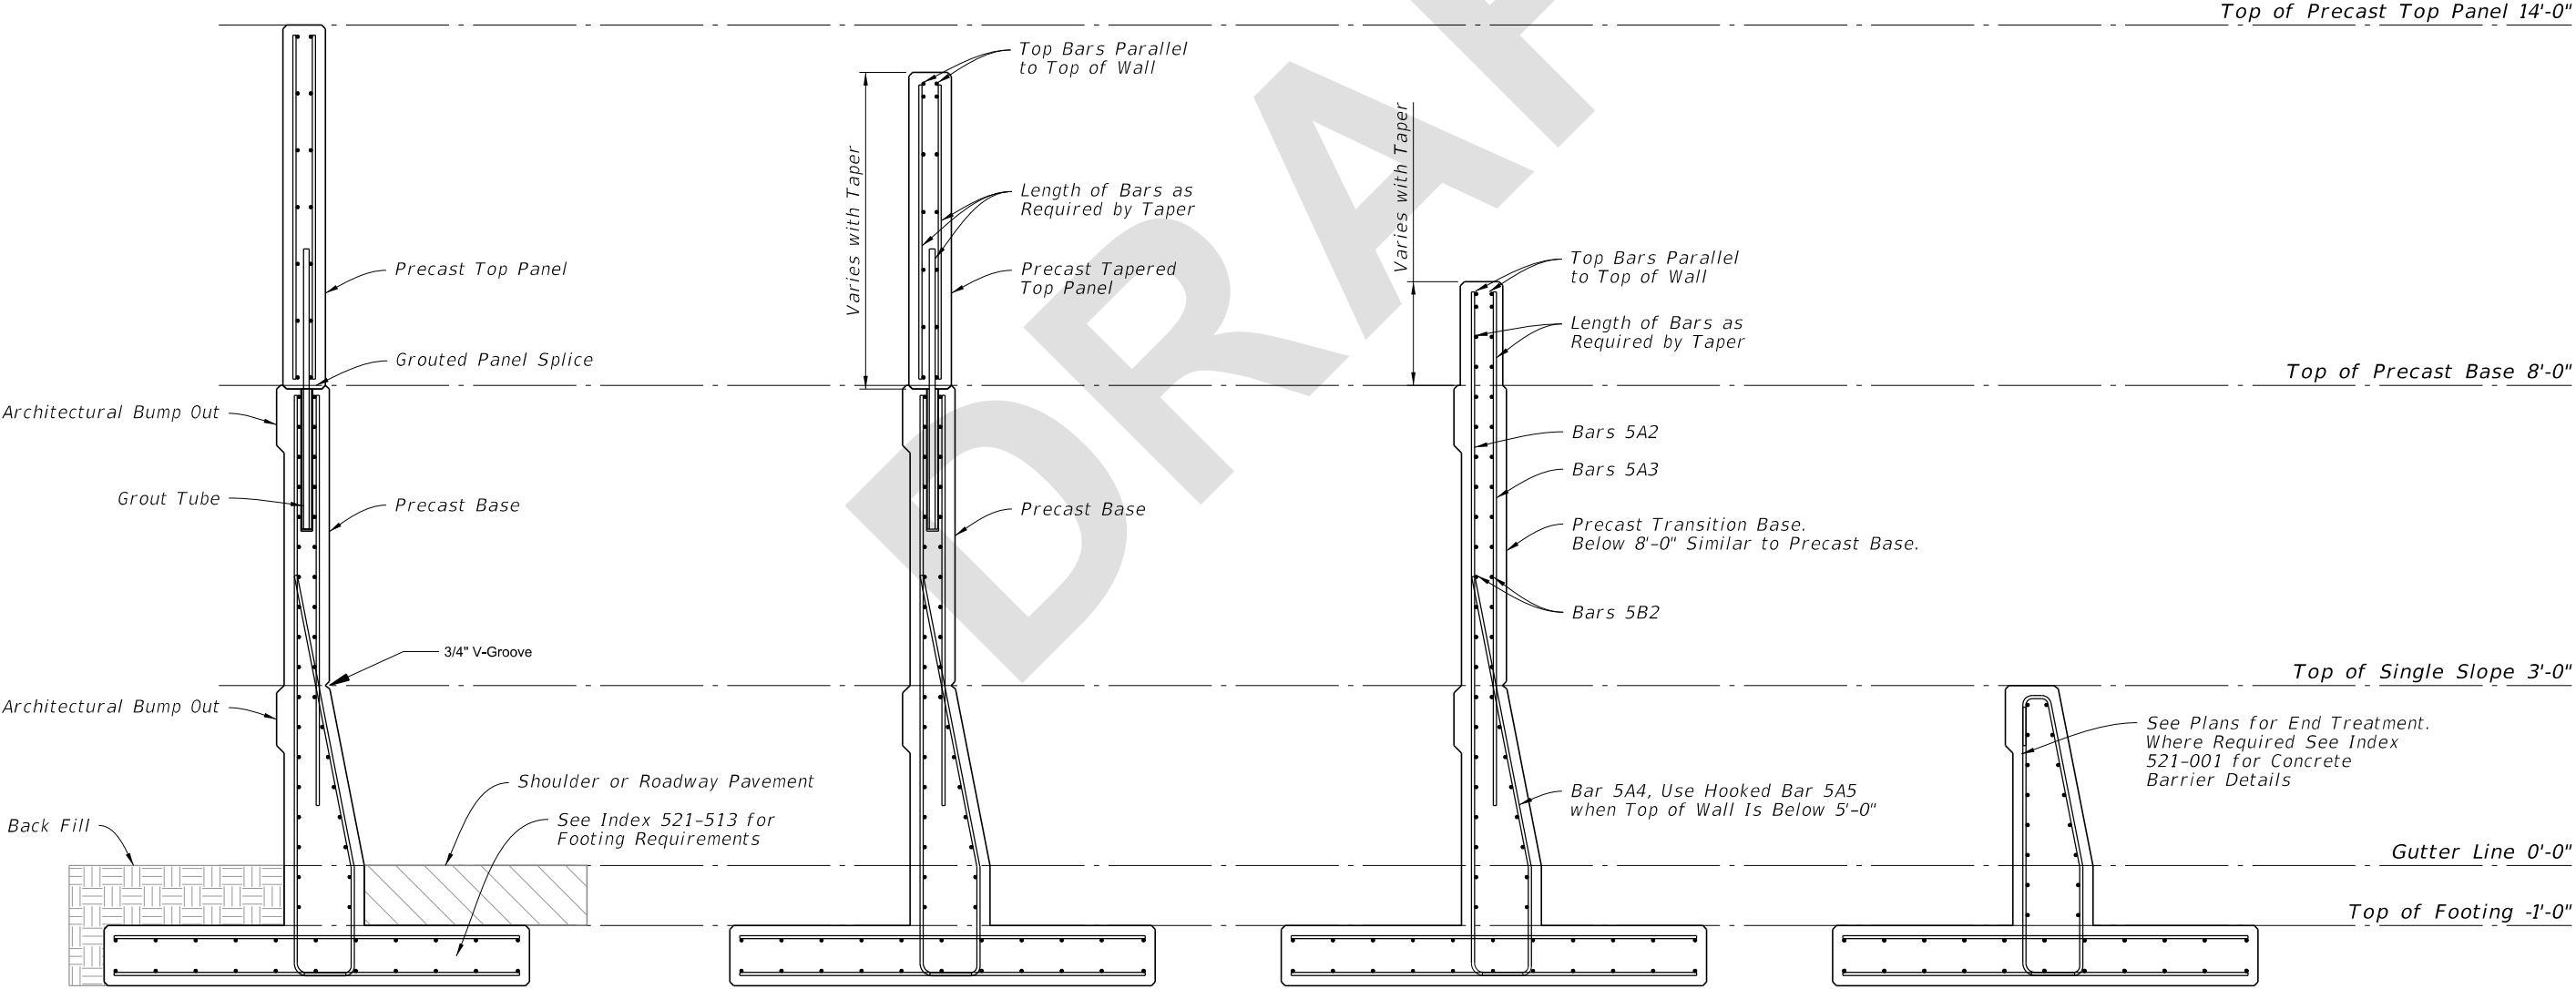 Top of Precast Top Panel 14'-0"
Top Bars Parallel
to Top of Wall
Varies with Taper
Varies with Taper
Length of Bars as
Required by Taper
Top Bars Parallel
to Top of Wall
Precast Top Panel
Precast Tapered
Top Panel
Length of Bars as
Required by Taper
Grouted Panel Splice
Top of Precast Base 8'-0"
Architectural Bump Out
Bars 5A2
Bars 5A3
Grout Tube
Precast Base
Precast Base
Precast Transition Base.
Below 8'-0" Similar to Precast Base.
Bars 5B2
3/4" V-Groove
Top of Single Slope 3'-0"
Architectural Bump Out
See Plans for End Treatment.
Where Required See Index
521-001 for Concrete
Barrier Details
Shoulder or Roadway Pavement
Bar 5A4, Use Hooked Bar 5A5
when Top of Wall Is Below 5'-0"
Back Fill
See Index 521-513 for
Footing Requirements
Gutter Line 0'-0"
Top of Footing -1'-0"
DRAF